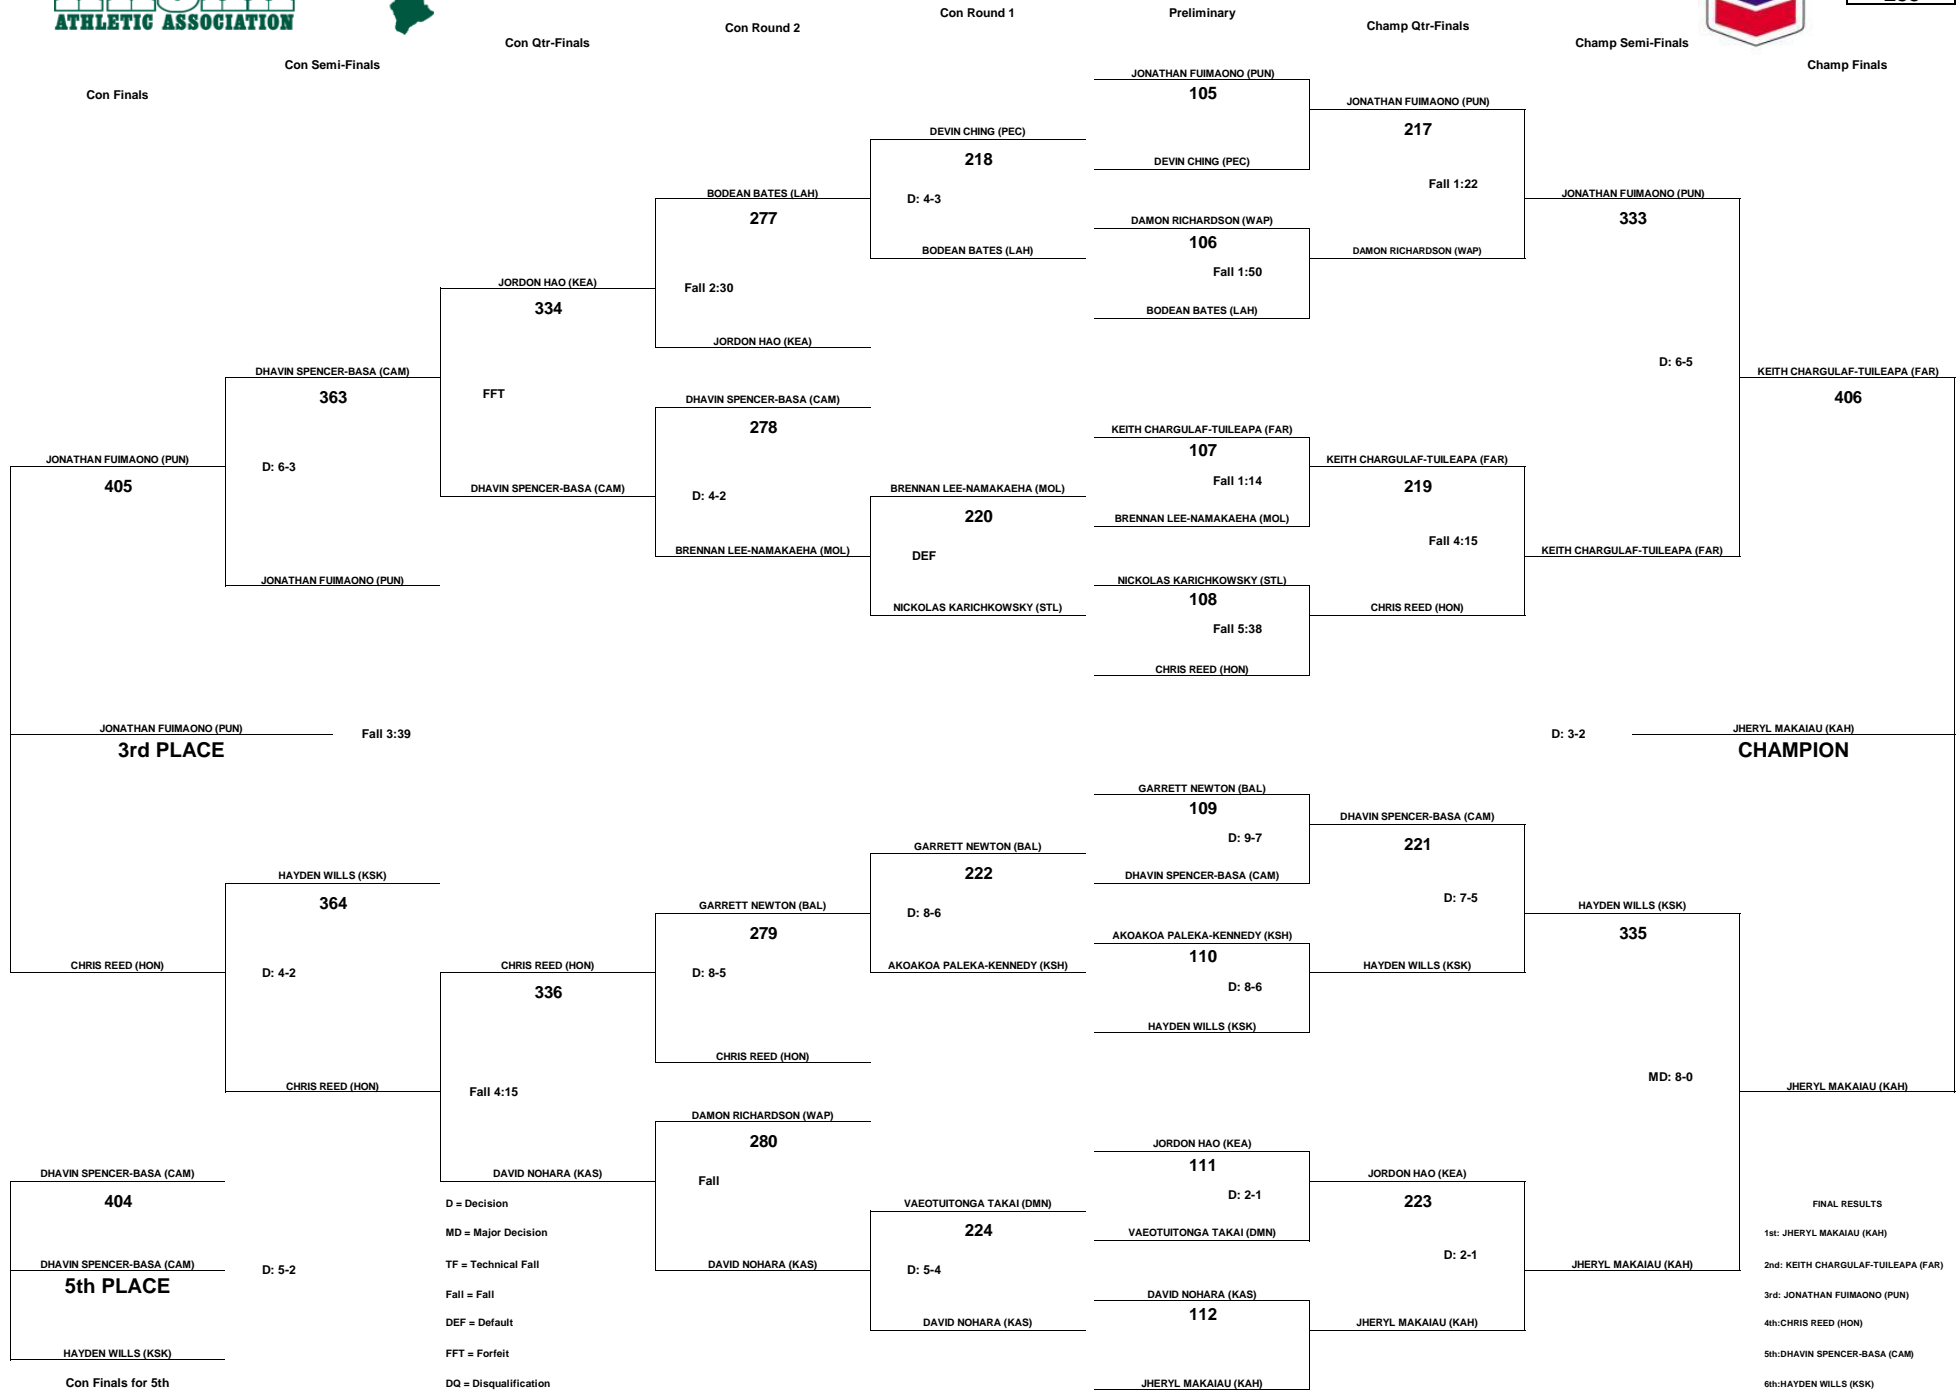 ATHLETIC ASSOCIATION
Con Finals
Con Semi-Finals
Con Qtr-Finals
Con Round 2
Con Round 1
Preliminary
Champ Qtr-Finals
Champ Semi-Finals
Champ Finals
JONATHAN FUIMAONO (PUN)
105
DEVIN CHING (PEC)
DAMON RICHARDSON (WAP)
106
Fall 1:50
BODEAN BATES (LAH)
KEITH CHARGULAF-TUILEAPA (FAR)
107
Fall 1:14
BRENNAN LEE-NAMAKAEHA (MOL)
NICKOLAS KARICHKOWSKY (STL)
108
Fall 5:38
CHRIS REED (HON)
GARRETT NEWTON (BAL)
109
D: 9-7
DHAVIN SPENCER-BASA (CAM)
AKOAKOA PALEKA-KENNEDY (KSH)
110
D: 8-6
HAYDEN WILLS (KSK)
JORDON HAO (KEA)
111
D: 2-1
VAEOTUITONGA TAKAI (DMN)
DAVID NOHARA (KAS)
112
JHERYL MAKAIAU (KAH)
JONATHAN FUIMAONO (PUN)
217
Fall 1:22
DAMON RICHARDSON (WAP)
KEITH CHARGULAF-TUILEAPA (FAR)
219
Fall 4:15
CHRIS REED (HON)
DHAVIN SPENCER-BASA (CAM)
221
D: 7-5
HAYDEN WILLS (KSK)
JORDON HAO (KEA)
223
D: 2-1
JHERYL MAKAIAU (KAH)
JONATHAN FUIMAONO (PUN)
333
D: 6-5
KEITH CHARGULAF-TUILEAPA (FAR)
HAYDEN WILLS (KSK)
335
MD: 8-0
JHERYL MAKAIAU (KAH)
KEITH CHARGULAF-TUILEAPA (FAR)
406
D: 3-2
JHERYL MAKAIAU (KAH)
CHAMPION
JHERYL MAKAIAU (KAH)
DEVIN CHING (PEC)
218
D: 4-3
BODEAN BATES (LAH)
BRENNAN LEE-NAMAKAEHA (MOL)
220
DEF
NICKOLAS KARICHKOWSKY (STL)
GARRETT NEWTON (BAL)
222
D: 8-6
AKOAKOA PALEKA-KENNEDY (KSH)
VAEOTUITONGA TAKAI (DMN)
224
D: 5-4
DAVID NOHARA (KAS)
BODEAN BATES (LAH)
277
Fall 2:30
JORDON HAO (KEA)
DHAVIN SPENCER-BASA (CAM)
278
D: 4-2
BRENNAN LEE-NAMAKAEHA (MOL)
GARRETT NEWTON (BAL)
279
D: 8-5
CHRIS REED (HON)
DAMON RICHARDSON (WAP)
280
Fall
DAVID NOHARA (KAS)
JORDON HAO (KEA)
334
FFT
DHAVIN SPENCER-BASA (CAM)
CHRIS REED (HON)
336
Fall 4:15
DAVID NOHARA (KAS)
DHAVIN SPENCER-BASA (CAM)
363
D: 6-3
JONATHAN FUIMAONO (PUN)
HAYDEN WILLS (KSK)
364
D: 4-2
CHRIS REED (HON)
JONATHAN FUIMAONO (PUN)
405
JONATHAN FUIMAONO (PUN)
Fall 3:39
3rd PLACE
CHRIS REED (HON)
DHAVIN SPENCER-BASA (CAM)
404
DHAVIN SPENCER-BASA (CAM)
D: 5-2
5th PLACE
HAYDEN WILLS (KSK)
Con Finals for 5th
D = Decision
MD = Major Decision
TF = Technical Fall
Fall = Fall
DEF = Default
FFT = Forfeit
DQ = Disqualification
FINAL RESULTS
1st: JHERYL MAKAIAU (KAH)
2nd: KEITH CHARGULAF-TUILEAPA (FAR)
3rd: JONATHAN FUIMAONO (PUN)
4th:CHRIS REED (HON)
5th:DHAVIN SPENCER-BASA (CAM)
6th:HAYDEN WILLS (KSK)